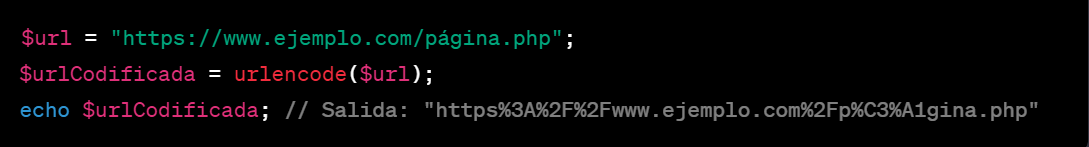 $url = "https://www.ejemplo.com/página.php";
$urlCodificada = urlencode($url);
echo $urlCodificada; // Salida: "https%3A%2F%2Fwww.ejemplo.com%2Fp%C3%A1gina.php"